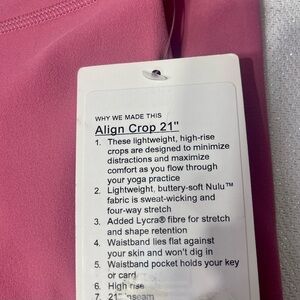 WHY WE MADE THIS
Align Crop 21"
1. These lightweight, high-rise
crops are designed to minimize
distractions and maximize
comfort as you flow through
your yoga practice
2. Lightweight, buttery-soft Nulu™
fabric is sweat-wicking and
four-way stretch
3. Added Lycra® fibre for stretch
and shape retention
4. Waistband lies flat against
your skin and won't dig in
5. Waistband pocket holds your key
or card
6. High rise
7. 21" inseam